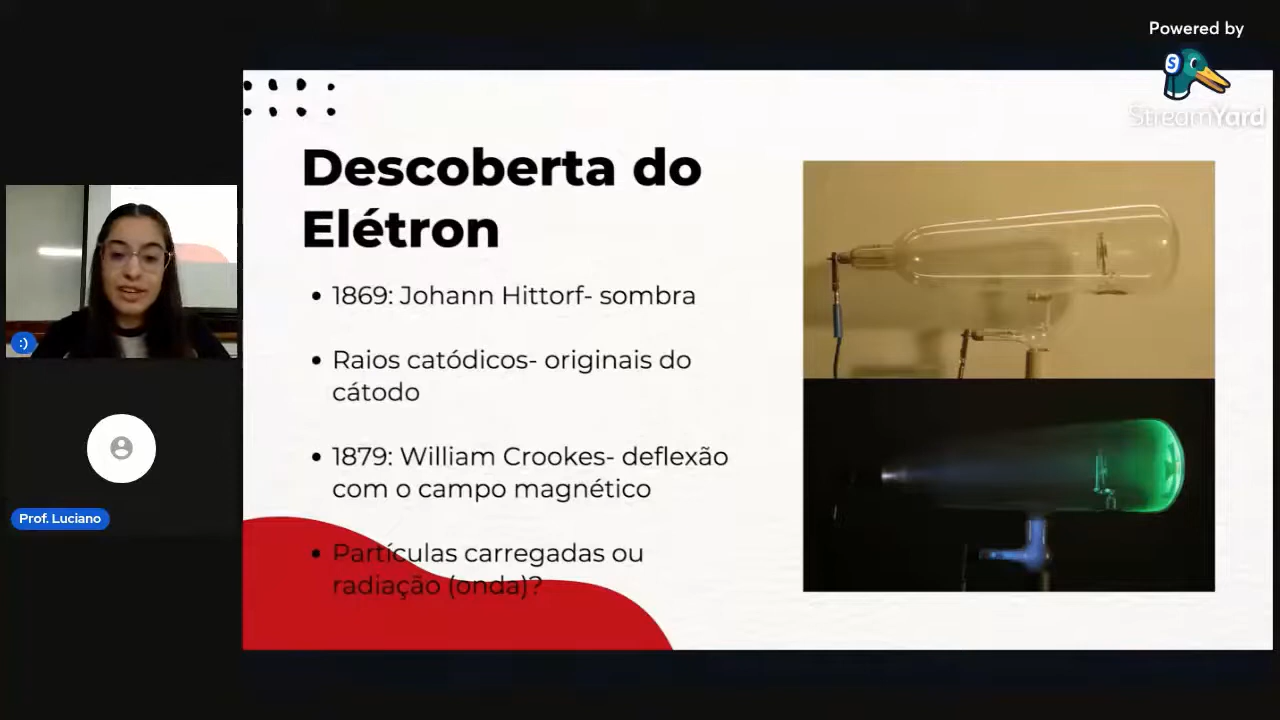 Powered by
S
StreamYard
Descoberta do
Elétron
• 1869: Johann Hittorf- sombra
• Raios catódicos- originais do
cátodo
• 1879: William Crookes- deflexão
com o campo magnético
• Partículas carregadas ou
radiação (onda)?
:)
Prof. Luciano